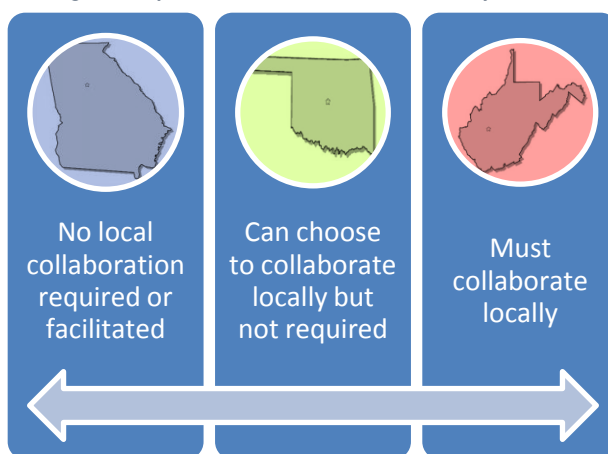 No local
collaboration
required or
facilitated
Can choose
to collaborate
locally but
not required
Must
collaborate
locally